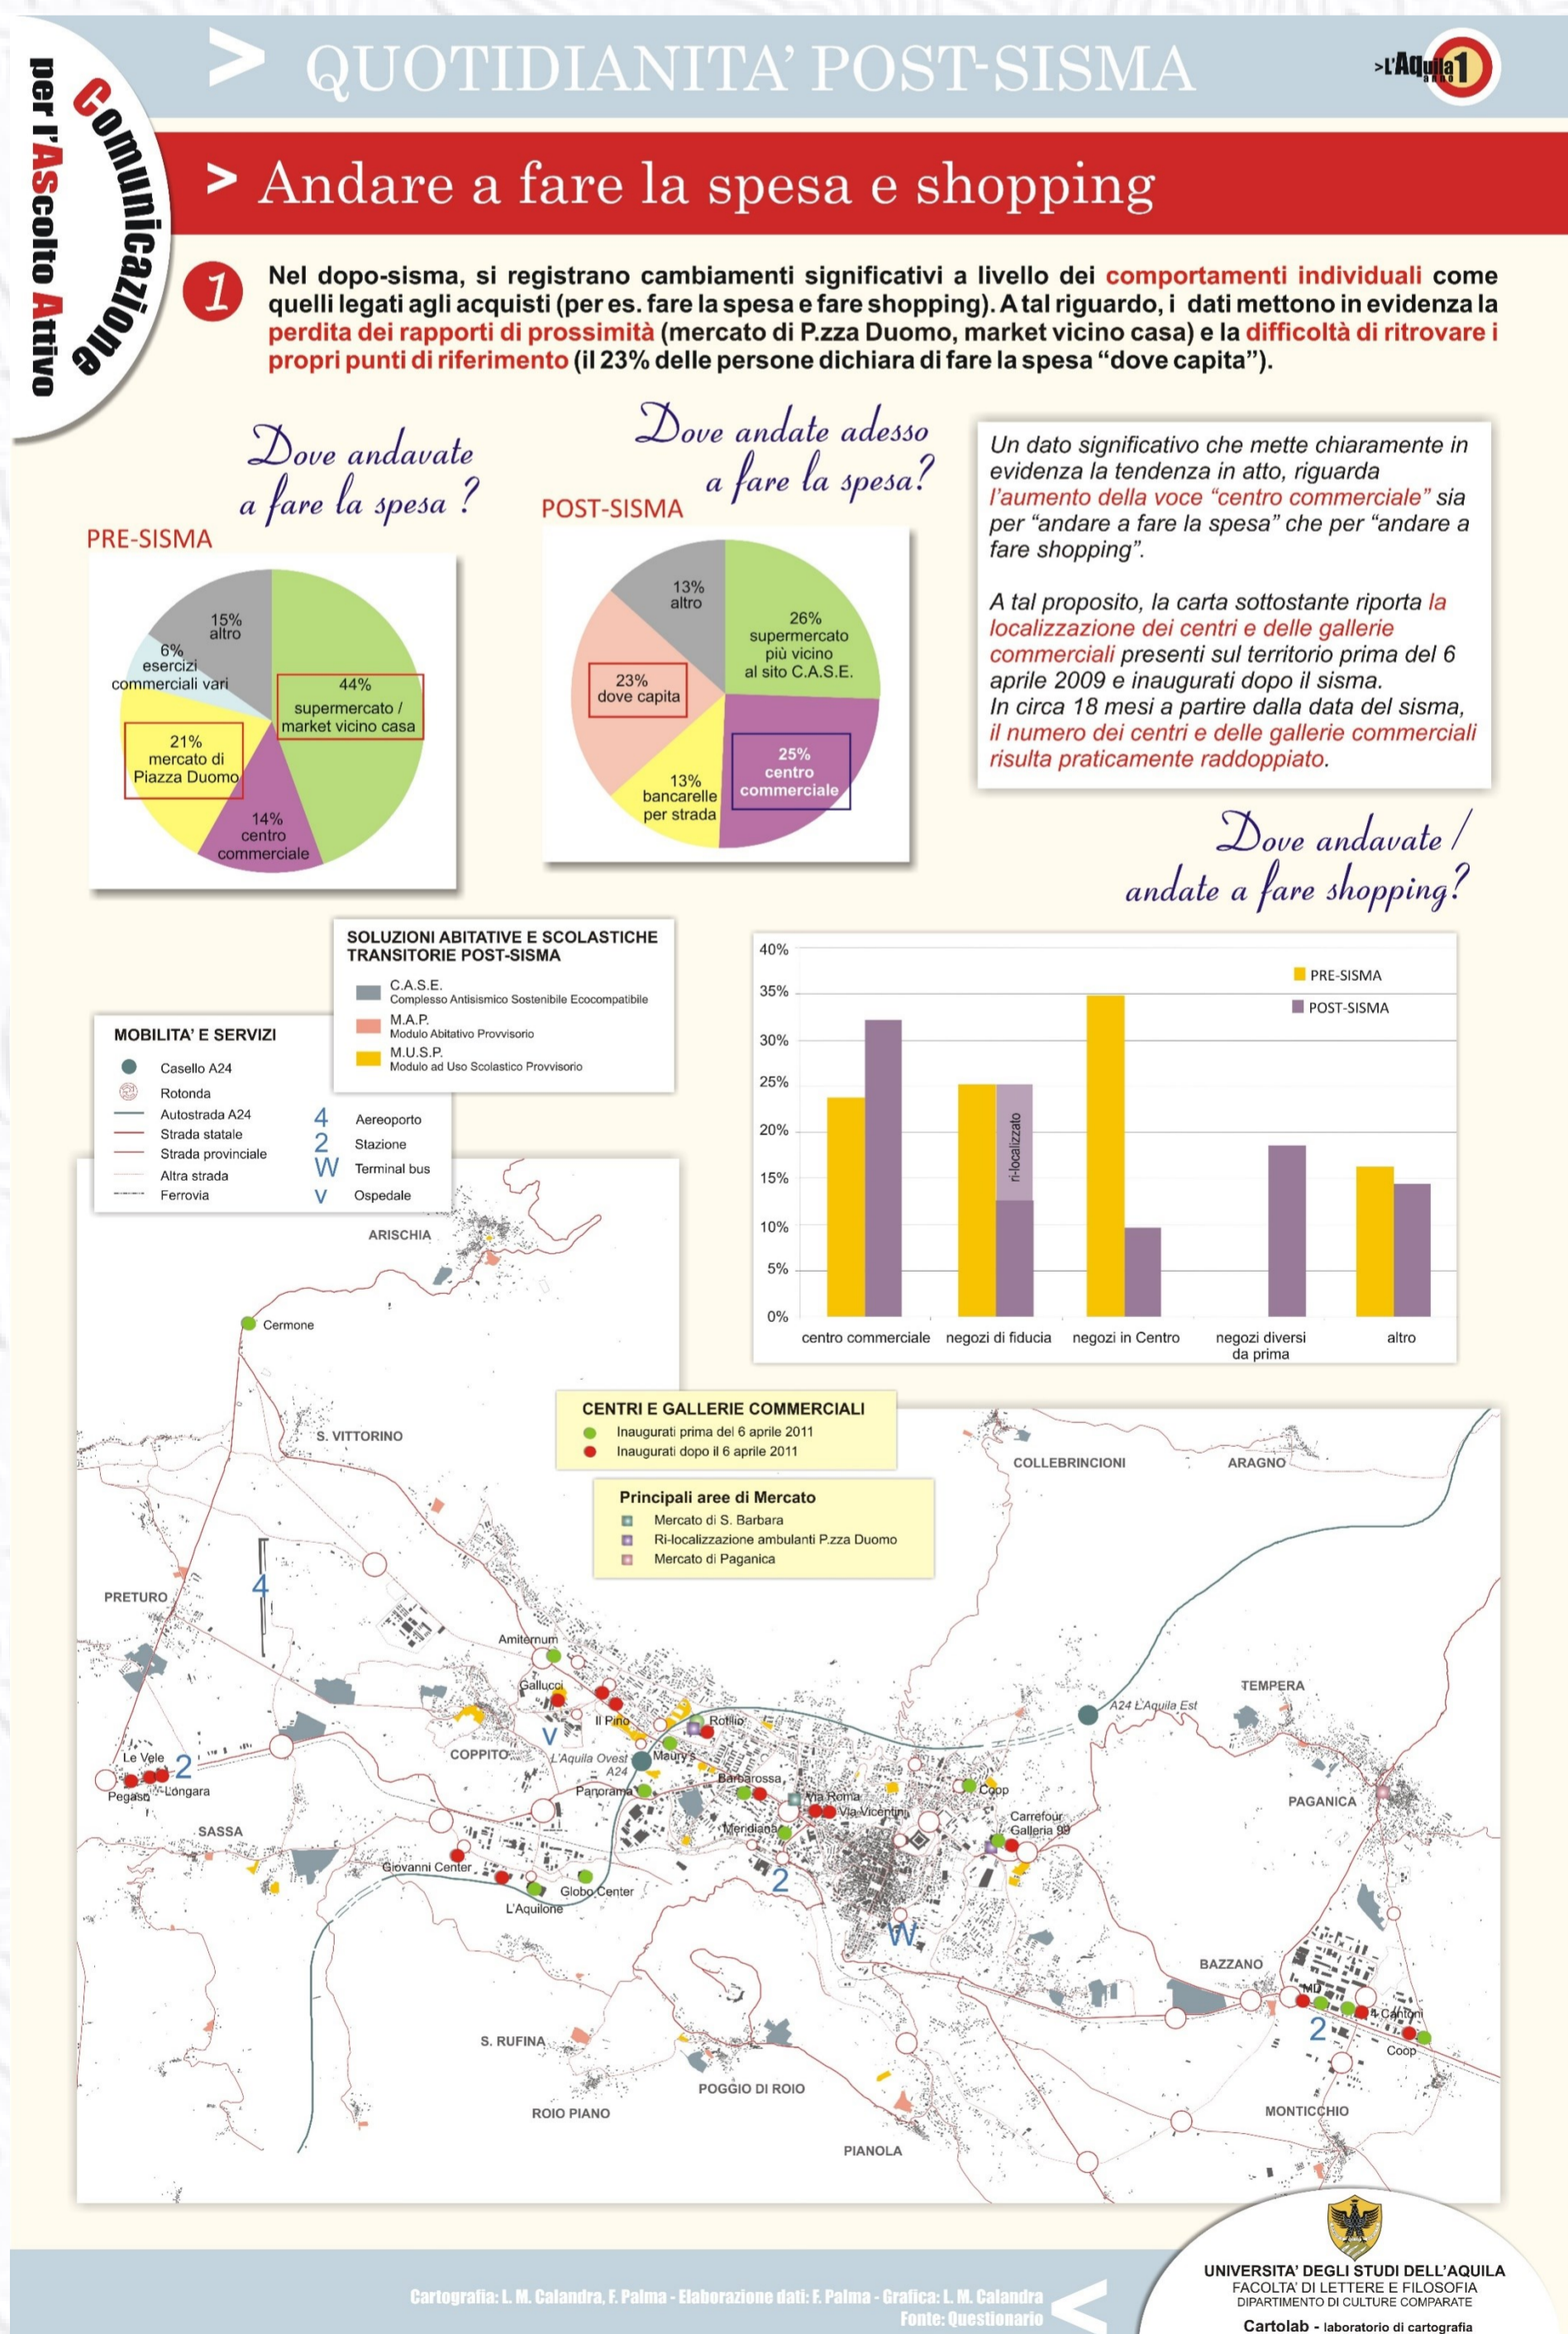 Comunicazione
per l'Ascolto Attivo
> QUOTIDIANITA' POST-SISMA
>L'Aquila1
anno
> Andare a fare la spesa e shopping
1
Nel dopo-sisma, si registrano cambiamenti significativi a livello dei comportamenti individuali come
quelli legati agli acquisti (per es. fare la spesa e fare shopping). A tal riguardo, i dati mettono in evidenza la
perdita dei rapporti di prossimità (mercato di P.zza Duomo, market vicino casa) e la difficoltà di ritrovare i
propri punti di riferimento (il 23% delle persone dichiara di fare la spesa “dove capita”).
Dove andavate
a fare la spesa ?
PRE-SISMA
15%
altro
6%
esercizi
commerciali vari
44%
supermercato /
market vicino casa
21%
mercato di
Piazza Duomo
14%
centro
commerciale
Dove andate adesso
a fare la spesa?
POST-SISMA
13%
altro
26%
supermercato
più vicino
al sito C.A.S.E.
23%
dove capita
25%
centro
commerciale
13%
bancarelle
per strada
Un dato significativo che mette chiaramente in
evidenza la tendenza in atto, riguarda
l'aumento della voce “centro commerciale” sia
per “andare a fare la spesa” che per “andare a
fare shopping”.
A tal proposito, la carta sottostante riporta la
localizzazione dei centri e delle gallerie
commerciali presenti sul territorio prima del 6
aprile 2009 e inaugurati dopo il sisma.
In circa 18 mesi a partire dalla data del sisma,
il numero dei centri e delle gallerie commerciali
risulta praticamente raddoppiato.
Dove andavate /
andate a fare shopping?
40%
35%
30%
25%
20%
15%
10%
5%
0%
PRE-SISMA
POST-SISMA
ri-localizzato
centro commerciale
negozi di fiducia
negozi in Centro
negozi diversi
da prima
altro
SOLUZIONI ABITATIVE E SCOLASTICHE
TRANSITORIE POST-SISMA
C.A.S.E.
Complesso Antisismico Sostenibile Ecocompatibile
M.A.P.
Modulo Abitativo Provvisorio
M.U.S.P.
Modulo ad Uso Scolastico Provvisorio
MOBILITA' E SERVIZI
Casello A24
Rotonda
Autostrada A24
Strada statale
Strada provinciale
Altra strada
Ferrovia
4 Aereoporto
2 Stazione
W Terminal bus
V Ospedale
CENTRI E GALLERIE COMMERCIALI
Inaugurati prima del 6 aprile 2011
Inaugurati dopo il 6 aprile 2011
Principali aree di Mercato
Mercato di S. Barbara
Ri-localizzazione ambulanti P.zza Duomo
Mercato di Paganica
ARISCHIA
Cermone
S. VITTORINO
COLLEBRINCIONI
ARAGNO
PRETURO
4
Amiternum
Gallucci
Il Pino
V
Rotilio
COPPITO
L'Aquila Ovest
A24
Maury's
A24 L'Aquila Est
TEMPERA
Le Vele
2
Pegaso
Longara
Panorama
Barbarossa
Via Roma
Via Vicentini
Meridiana
Copp
Carrefour
Galleria 99
PAGANICA
SASSA
Giovanni Center
Globo Center
L'Aquilone
2
W
BAZZANO
MD
4 Cantoni
2
Coop
S. RUFINA
ROIO PIANO
POGGIO DI ROIO
PIANOLA
MONTICCHIO
Cartografia: L. M. Calandra, F. Palma - Elaborazione dati: F. Palma - Grafica: L. M. Calandra
Fonte: Questionario
<
UNIVERSITA' DEGLI STUDI DELL'AQUILA
FACOLTA' DI LETTERE E FILOSOFIA
DIPARTIMENTO DI CULTURE COMPARATE
Cartolab - laboratorio di cartografia